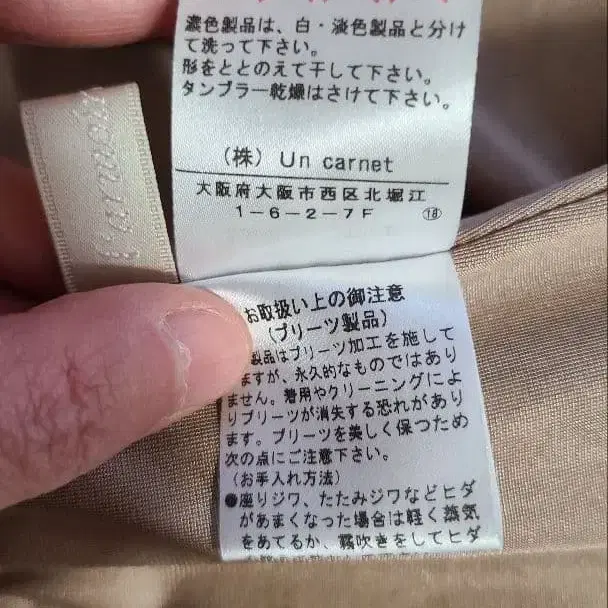 濃色製品は、白・淡色製品と分け
て洗って下さい。
形をととのえて干して下さい。
タンブラー乾燥はさけて下さい。
(株) Un carnet
大阪府大阪市西区北堀江
1-6-2-7F
⑱
お取扱い上の御注意
(プリーツ製品)
製品はプリーツ加工を施して
ますが、永久的なものではあり
ません。着用やクリーニングによ
りプリーツが消失する恐れがあり
ます。プリーツを美しく保つため
次の点にご注意下さい。
(お手入れ方法)
●座りジワ、たたみジワなどヒダ
があまくなった場合は軽く蒸気
をあてるか、霧吹きをしてヒダ